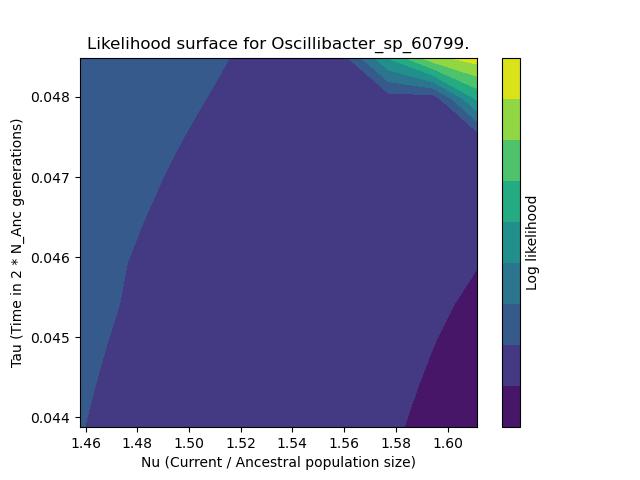 Likelihood surface for Oscillibacter_sp_60799.
0.048
0.047
0.046
0.045
0.044
Tau (Time in 2 * N_Anc generations)
1.46 1.48 1.50 1.52 1.54 1.56 1.58 1.60
Nu (Current / Ancestral population size)
Log likelihood